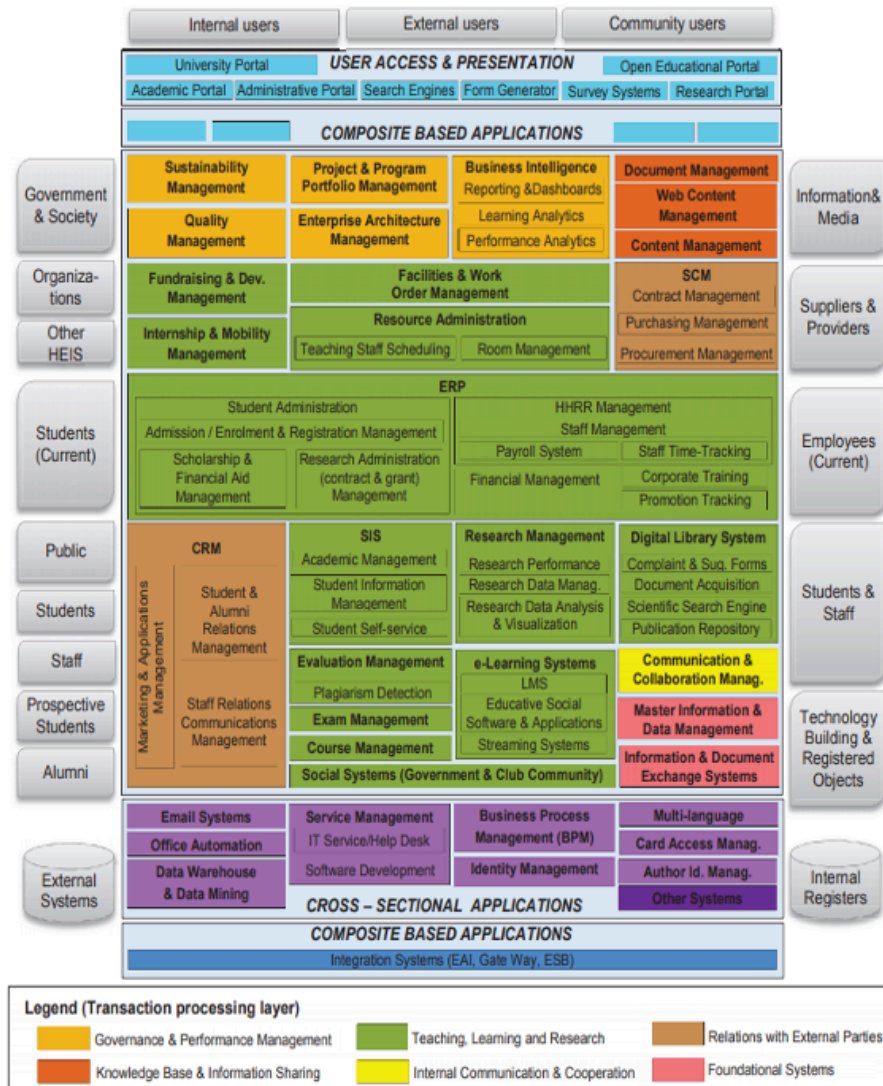 Internal users
External users
Community users
USER ACCESS & PRESENTATION
University Portal
Open Educational Portal
Academic Portal
Administrative Portal
Search Engines
Form Generator
Survey Systems
Research Portal
COMPOSITE BASED APPLICATIONS
Government
& Society
Organiza-
tions
Other
HEIS
Students
(Current)
Public
Students
Staff
Prospective
Students
Alumni
External
Systems
Sustainability
Management
Quality
Management
Project & Program
Portfolio Management
Enterprise Architecture
Management
Business Intelligence
Reporting &Dashboards
Learning Analytics
Performance Analytics
Document Management
Web Content
Management
Content Management
Fundraising & Dev.
Management
Internship & Mobility
Management
Facilities & Work
Order Management
Resource Administration
Teaching Staff Scheduling
Room Management
SCM
Contract Management
Purchasing Management
Procurement Management
ERP
Student Administration
Admission / Enrolment & Registration Management
Scholarship &
Financial Aid
Management
Research Administration
(contract & grant)
Management
HHRR Management
Staff Management
Payroll System
Staff Time-Tracking
Financial Management
Corporate Training
Promotion Tracking
CRM
Marketing & Applications
Management
Student &
Alumni
Relations
Management
Staff Relations
Communications
Management
SIS
Academic Management
Student Information
Management
Student Self-service
Research Management
Research Performance
Research Data Manag.
Research Data Analysis
& Visualization
Digital Library System
Complaint & Sug. Forms
Document Acquisition
Scientific Search Engine
Publication Repository
Evaluation Management
Plagiarism Detection
Exam Management
Course Management
e-Learning Systems
LMS
Educative Social
Software & Applications
Streaming Systems
Social Systems (Government & Club Community)
Communication &
Collaboration Manag.
Master Information &
Data Management
Information & Document
Exchange Systems
Email Systems
Office Automation
Data Warehouse
& Data Mining
Service Management
IT Service/Help Desk
Software Development
Business Process
Management (BPM)
Identity Management
Multi-language
Card Access Manag.
Author Id. Manag.
Other Systems
CROSS – SECTIONAL APPLICATIONS
COMPOSITE BASED APPLICATIONS
Integration Systems (EAI, Gate Way, ESB)
Information&
Media
Suppliers &
Providers
Employees
(Current)
Students
& Staff
Technology
Building &
Registered
Objects
Internal
Registers
Legend (Transaction processing layer)
Governance & Performance Management
Teaching, Learning and Research
Relations with External Parties
Knowledge Base & Information Sharing
Internal Communication & Cooperation
Foundational Systems